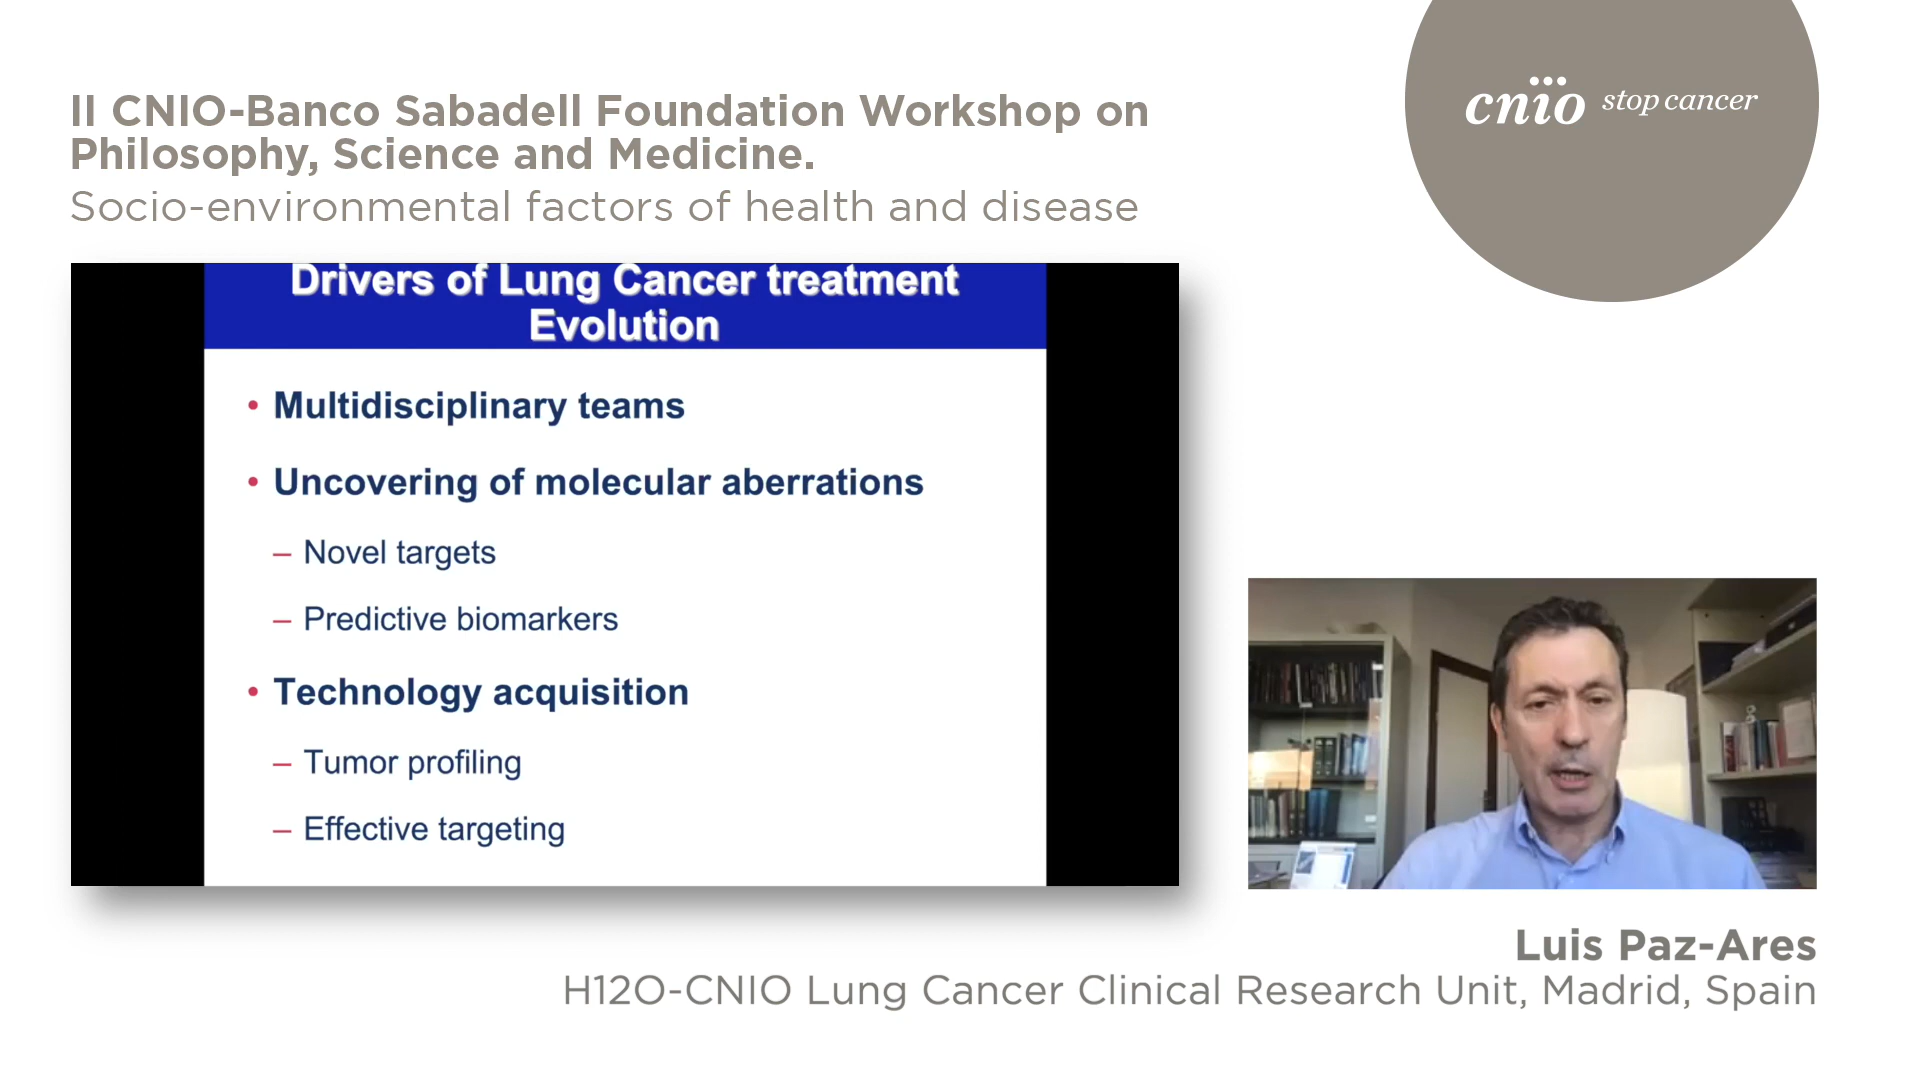 II CNIO-Banco Sabadell Foundation Workshop on
Philosophy, Science and Medicine.
Socio-environmental factors of health and disease
cnio stop cancer
Drivers of Lung Cancer treatment
Evolution
• Multidisciplinary teams
• Uncovering of molecular aberrations
– Novel targets
– Predictive biomarkers
• Technology acquisition
– Tumor profiling
– Effective targeting
Luis Paz-Ares
H12O-CNIO Lung Cancer Clinical Research Unit, Madrid, Spain